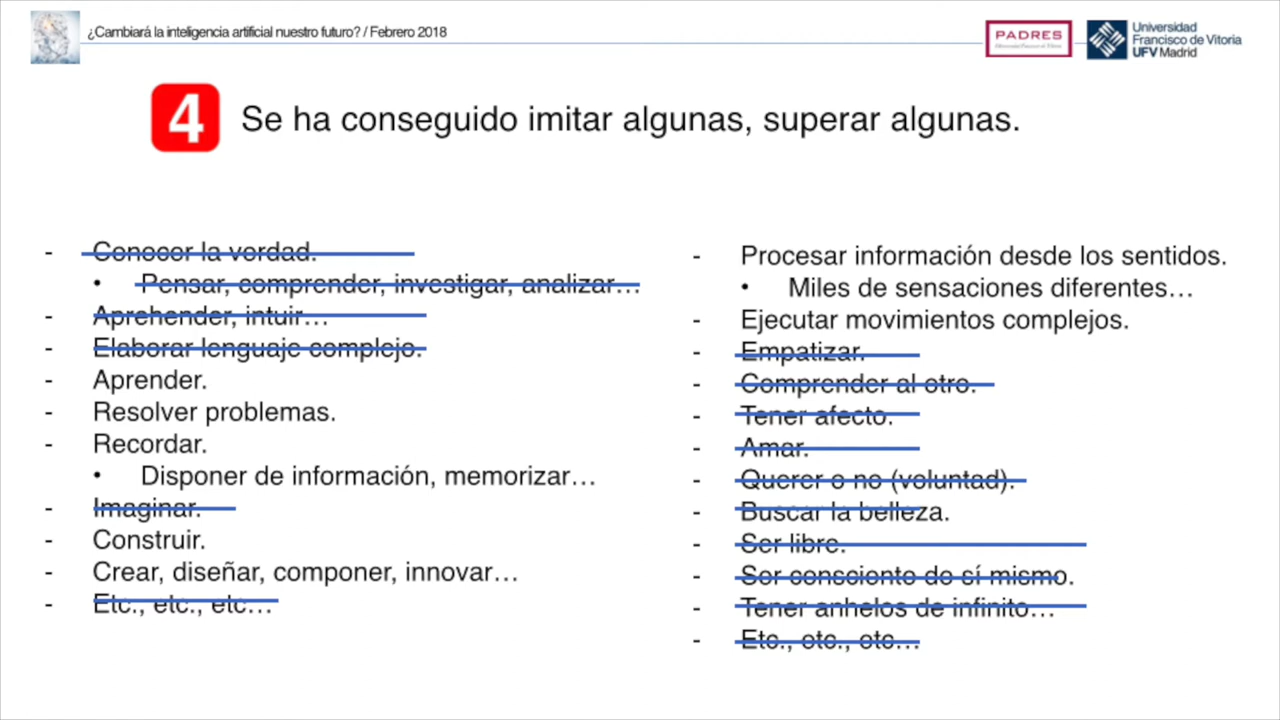 ¿Cambiará la inteligencia artificial nuestro futuro? / Febrero 2018
PADRES
Universidad
Francisco de Vitoria
UFV Madrid
4 Se ha conseguido imitar algunas, superar algunas.
- Conocer la verdad.
• Pensar, comprender, investigar, analizar…
- Aprehender, intuir…
- Elaborar lenguaje complejo.
- Aprender.
- Resolver problemas.
- Recordar.
• Disponer de información, memorizar…
- Imaginar.
- Construir.
- Crear, diseñar, componer, innovar…
- Etc., etc., etc…
- Procesar información desde los sentidos.
• Miles de sensaciones diferentes…
- Ejecutar movimientos complejos.
- Empatizar.
- Comprender al otro.
- Tener afecto.
- Amar.
- Querer o no (voluntad).
- Buscar la belleza.
- Ser libre.
- Ser consciente de sí mismo.
- Tener anhelos de infinito…
- Etc., etc., etc…